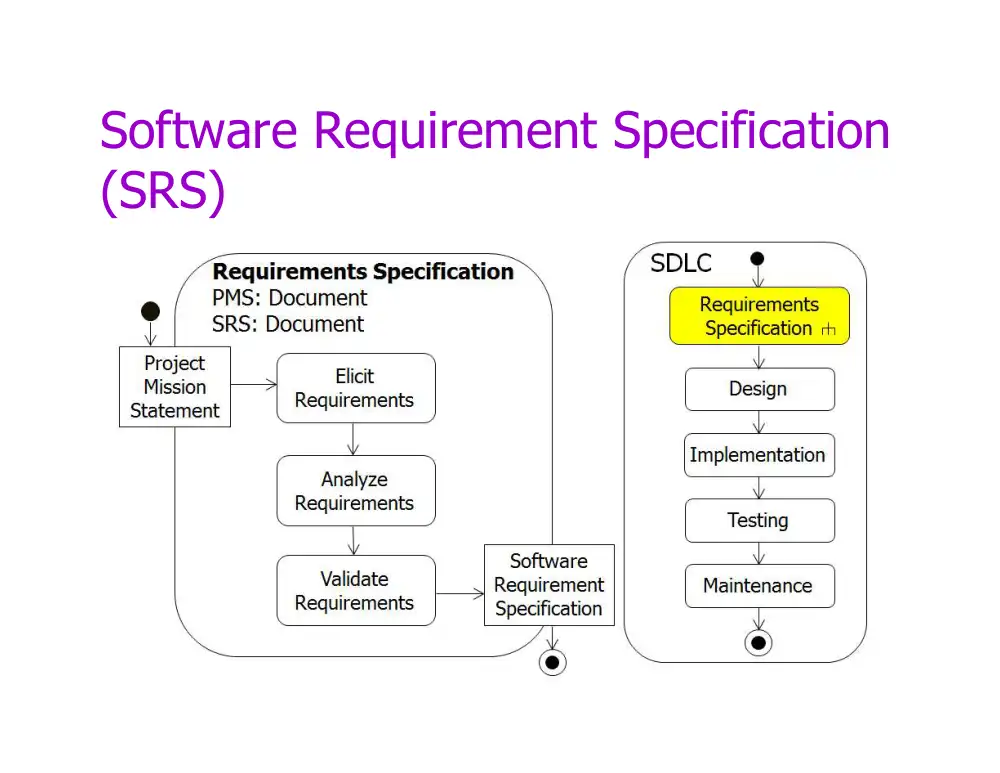 Software Requirement Specification
(SRS)
Requirements Specification
PMS: Document
SRS: Document
Project
Mission
Statement
Elicit
Requirements
Analyze
Requirements
Validate
Requirements
Software
Requirement
Specification
SDLC
Requirements
Specification
Design
Implementation
Testing
Maintenance